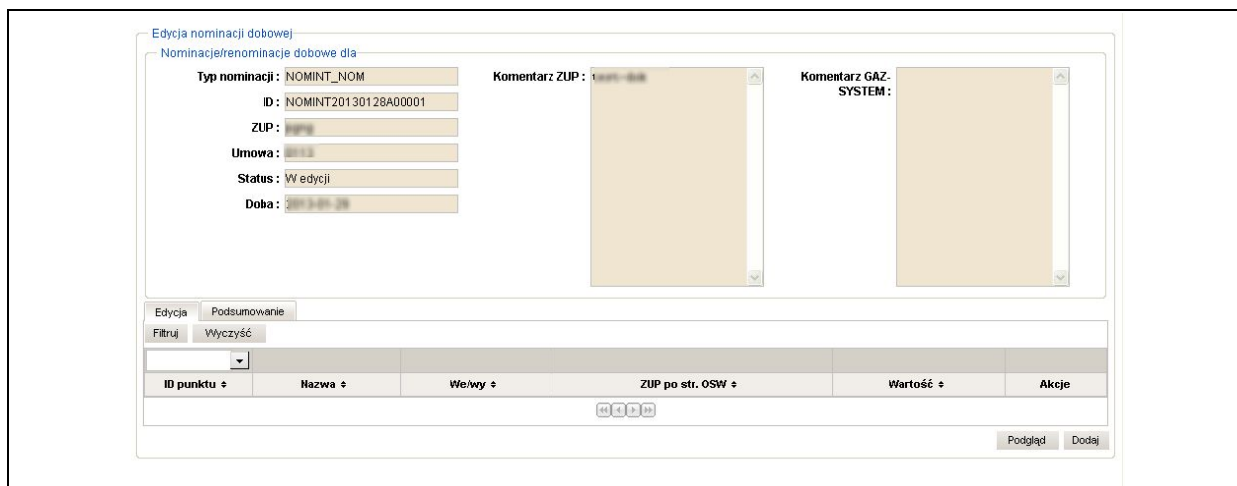 Edycja nominacji dobowej
Nominacje/renominacje dobowe dla
Typ nominacji : NOMINT_NOM
Komentarz ZUP :
Komentarz GAZ-
SYSTEM :
ID : NOMINT20130128A00001
ZUP :
Umowa :
Status : W edycji
Doba :
Edycja Podsumowanie
Filtruj Wyczyść
ID punktu Nazwa We/wy ZUP po str. OSW Wartość Akcje
Podgląd Dodaj